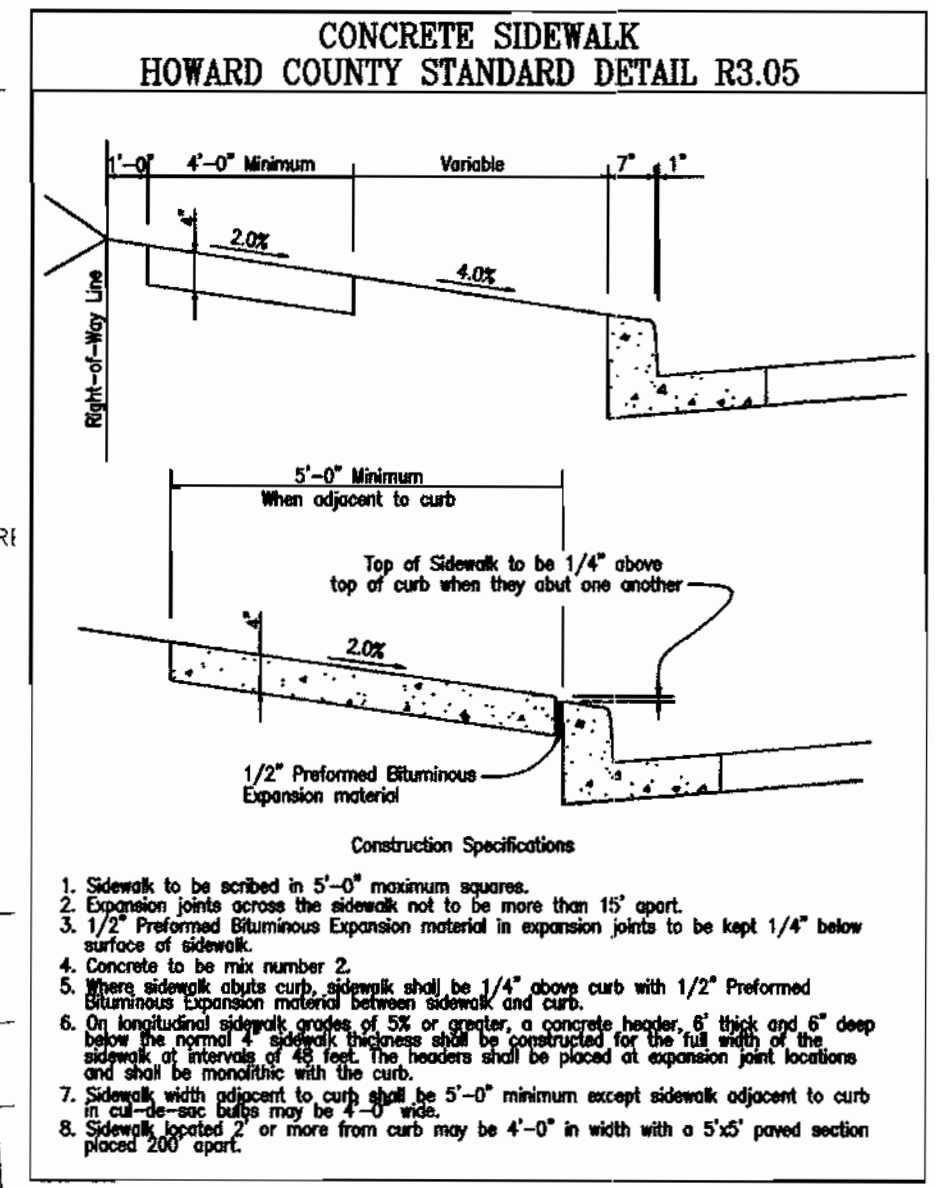 CONCRETE SIDEWALK
HOWARD COUNTY STANDARD DETAIL R3.05
1'-0" 4'-0" Minimum Variable 7" 1"
4"
2.0%
4.0%
Right-of-Way Line
5'-0" Minimum
When adjacent to curb
RE
Top of Sidewalk to be 1/4" above
top of curb when they abut one another
4"
2.0%
1/2" Preformed Bituminous
Expansion material
Construction Specifications
1. Sidewalk to be scribed in 5'-0" maximum squares.
2. Expansion joints across the sidewalk not to be more than 15' apart.
3. 1/2" Preformed Bituminous Expansion material in expansion joints to be kept 1/4" below
surface of sidewalk.
4. Concrete to be mix number 2.
5. Where sidewalk abuts curb, sidewalk shall be 1/4" above curb with 1/2" Preformed
Bituminous Expansion material between sidewalk and curb.
6. On longitudinal sidewalk grades of 5% or greater, a concrete header, 6' thick and 6" deep
below the normal 4" sidewalk thickness shall be constructed for the full width of the
sidewalk at intervals of 48 feet. The headers shall be placed at expansion joint locations
and shall be monolithic with the curb.
7. Sidewalk width adjacent to curb shall be 5'-0" minimum except sidewalk adjacent to curb
in cul-de-sac bulbs may be 4'-0" wide.
8. Sidewalk located 2' or more from curb may be 4'-0" in width with a 5'x5' paved section
placed 200' apart.